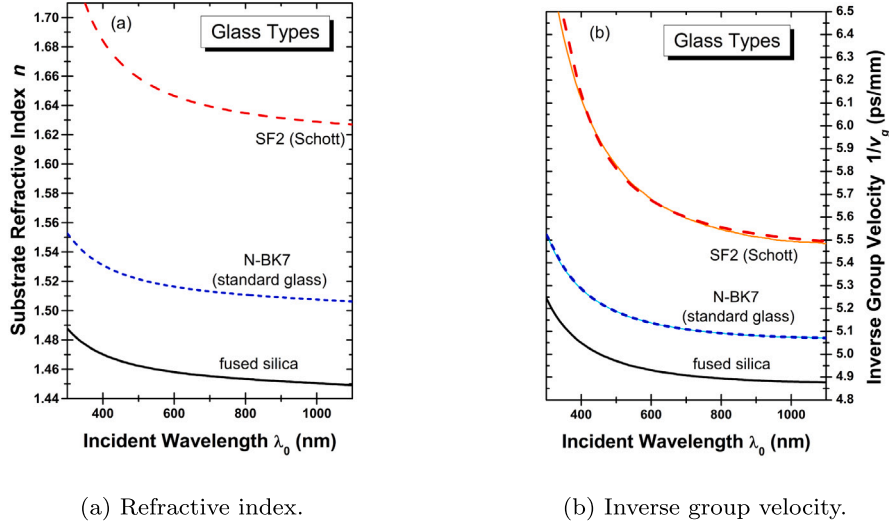 (a)
Glass Types
1.70
1.68
1.66
1.64
1.62
1.60
1.58
1.56
1.54
1.52
1.50
1.48
1.46
1.44
Substrate Refractive Index n
SF2 (Schott)
N-BK7
(standard glass)
fused silica
400
600
800
1000
Incident Wavelength λ₀ (nm)
(b)
Glass Types
6.5
6.4
6.3
6.2
6.1
6.0
5.9
5.8
5.7
5.6
5.5
5.4
5.3
5.2
5.1
5.0
4.9
4.8
Inverse Group Velocity 1/vg (ps/mm)
SF2 (Schott)
N-BK7
(standard glass)
fused silica
400
600
800
1000
Incident Wavelength λ₀ (nm)
(a) Refractive index.
(b) Inverse group velocity.